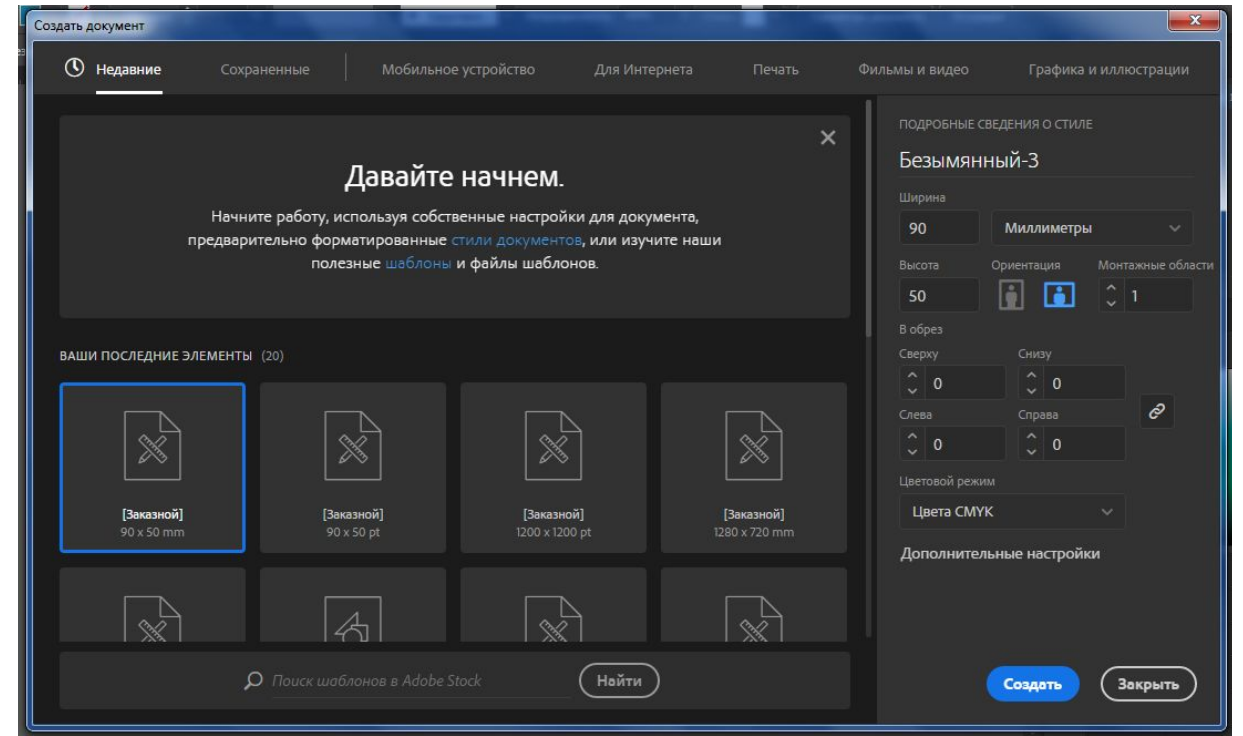 Создать документ
Недавние
Сохраненные
Мобильное устройство
Для Интернета
Печать
Фильмы и видео
Графика и иллюстрации
Давайте начнем.
Начните работу, используя собственные настройки для документа,
предварительно форматированные стили документов, или изучите наши
полезные шаблоны и файлы шаблонов.
ВАШИ ПОСЛЕДНИЕ ЭЛЕМЕНТЫ (20)
[Заказной]
90 x 50 mm
[Заказной]
90 x 50 pt
[Заказной]
1200 x 1200 pt
[Заказной]
1280 x 720 mm
Поиск шаблонов в Adobe Stock
Найти
ПОДРОБНЫЕ СВЕДЕНИЯ О СТИЛЕ
Безымянный-3
Ширина
90 Миллиметры
Высота Ориентация Монтажные области
50 1
В обрез
Сверху Снизу
0 0
Слева Справа
0 0
Цветовой режим
Цвета CMYK
Дополнительные настройки
Создать Закрыть